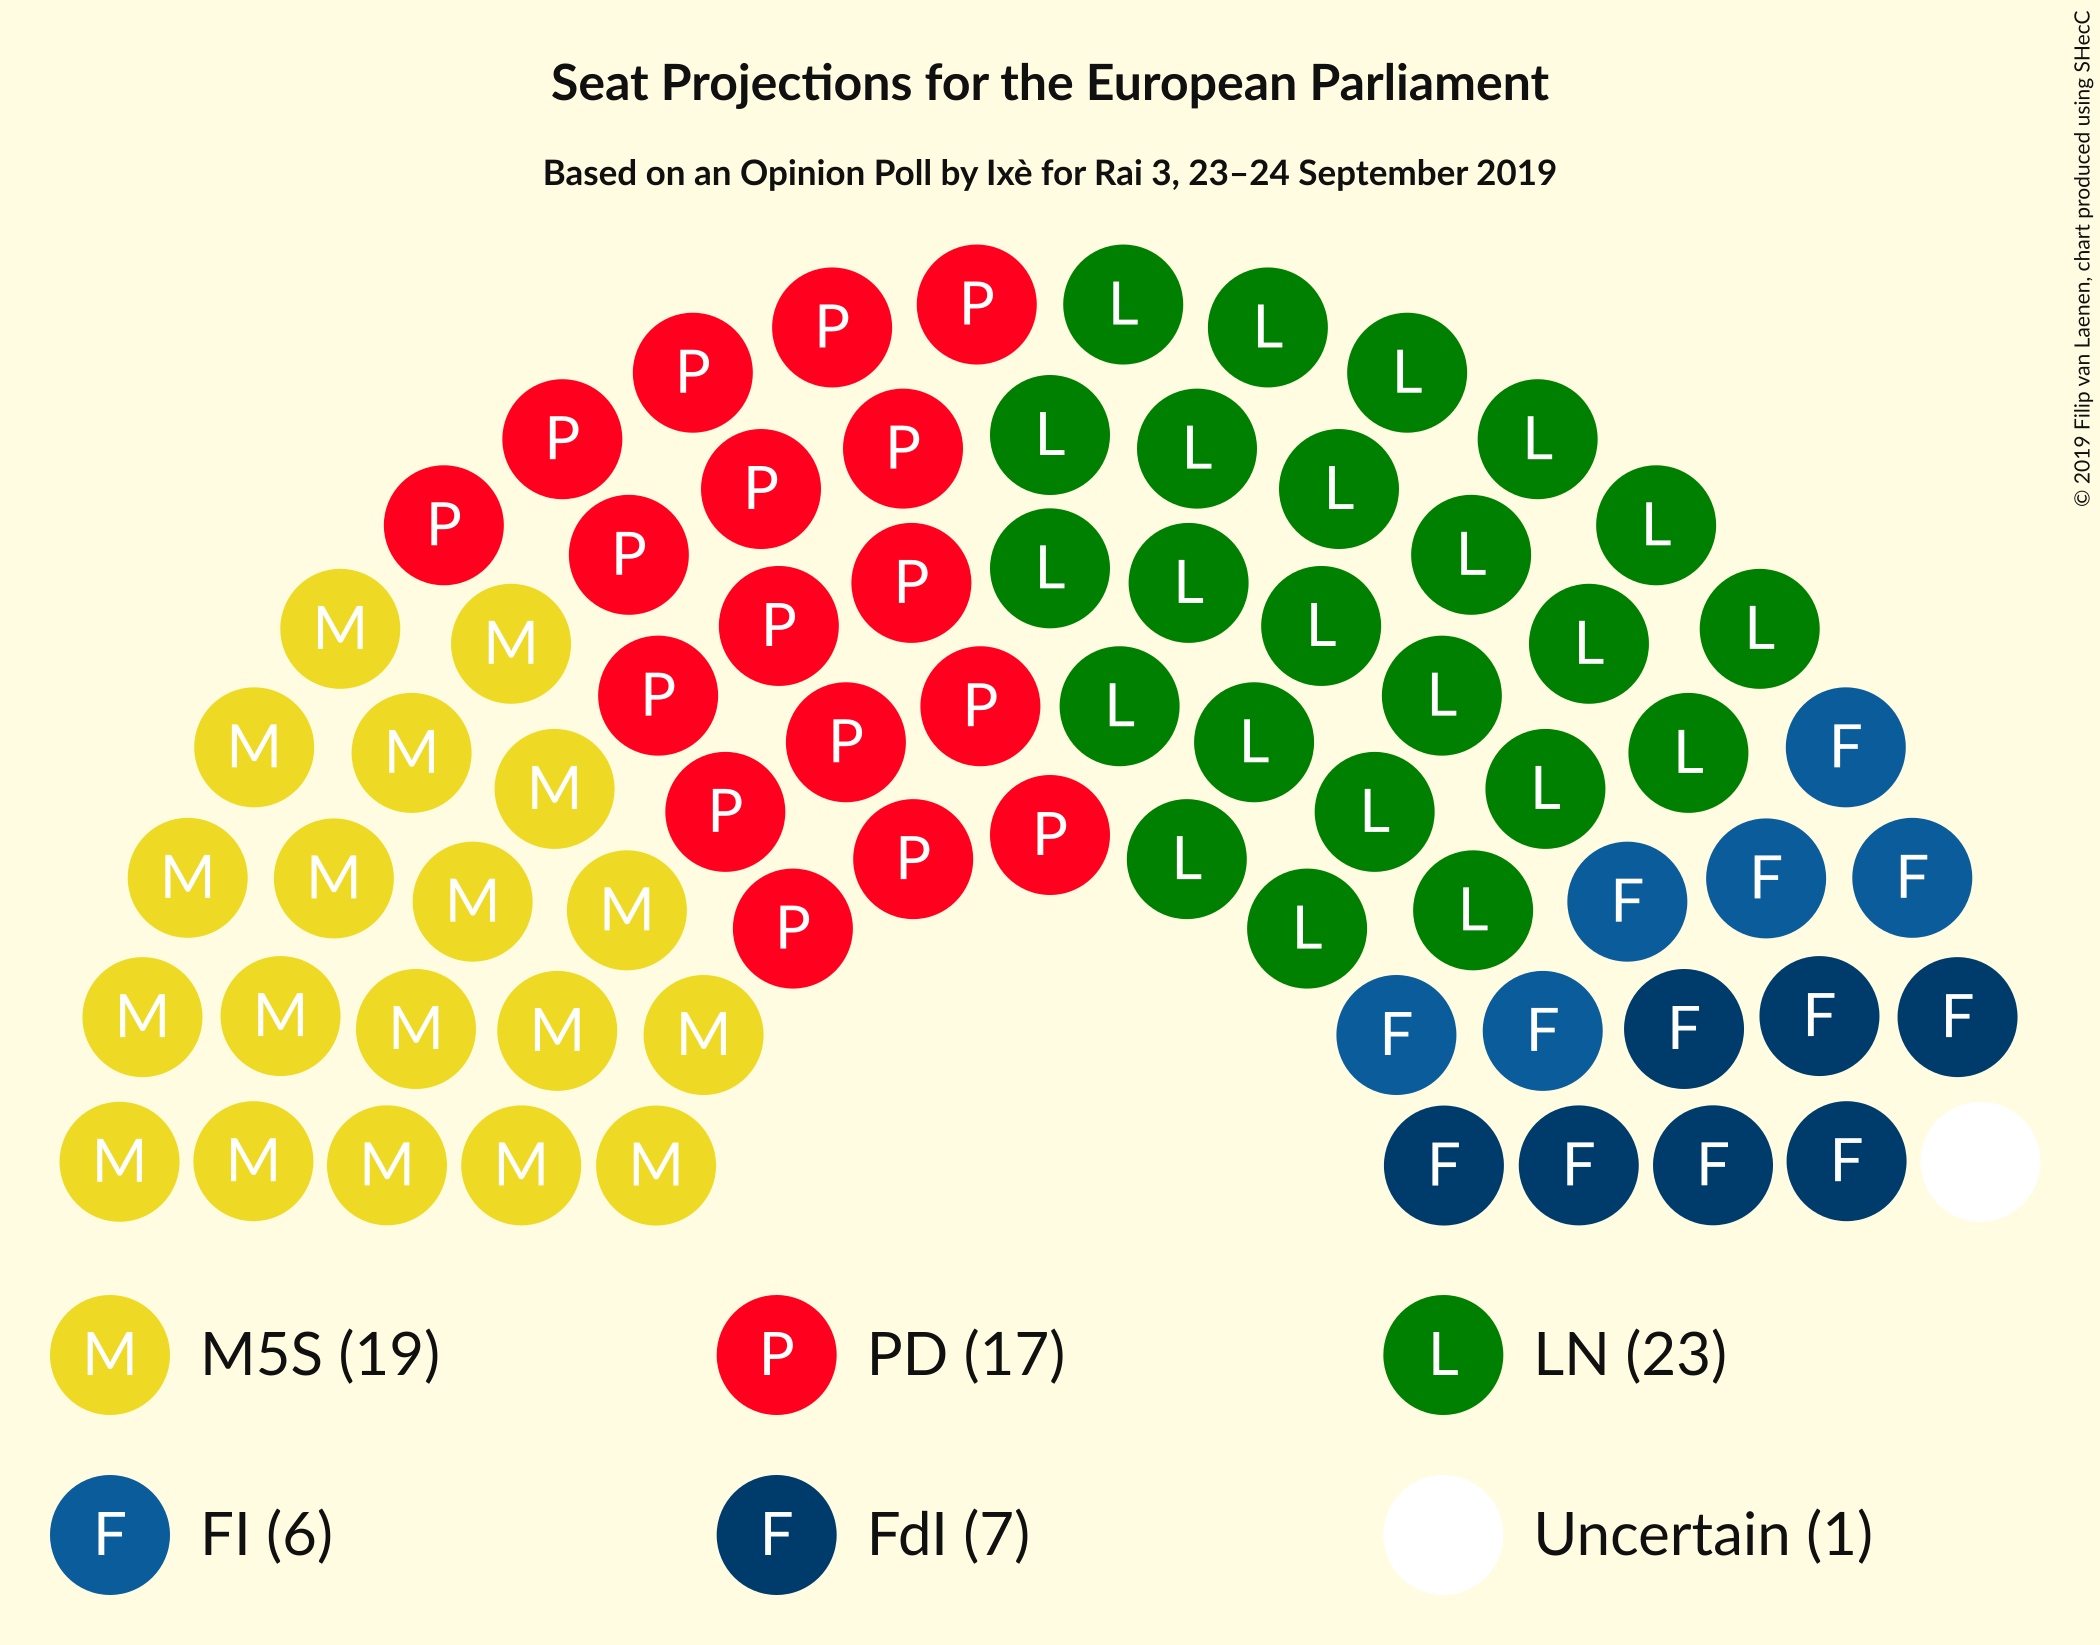 Seat Projections for the European Parliament
Based on an Opinion Poll by Ixè for Rai 3, 23–24 September 2019
© 2019 Filip van Laenen, chart produced using SHecC
P P L L
P L
P P L L L
P P L L
P P L L L
M M P P L L L
P P L L
M M M P P L L L L F
P L
M M M M P P L L F F F
P L
M M M M M F F F F F
M M M M M F F F F
M M5S (19) P PD (17) L LN (23)
F FI (6) F FdI (7) Uncertain (1)